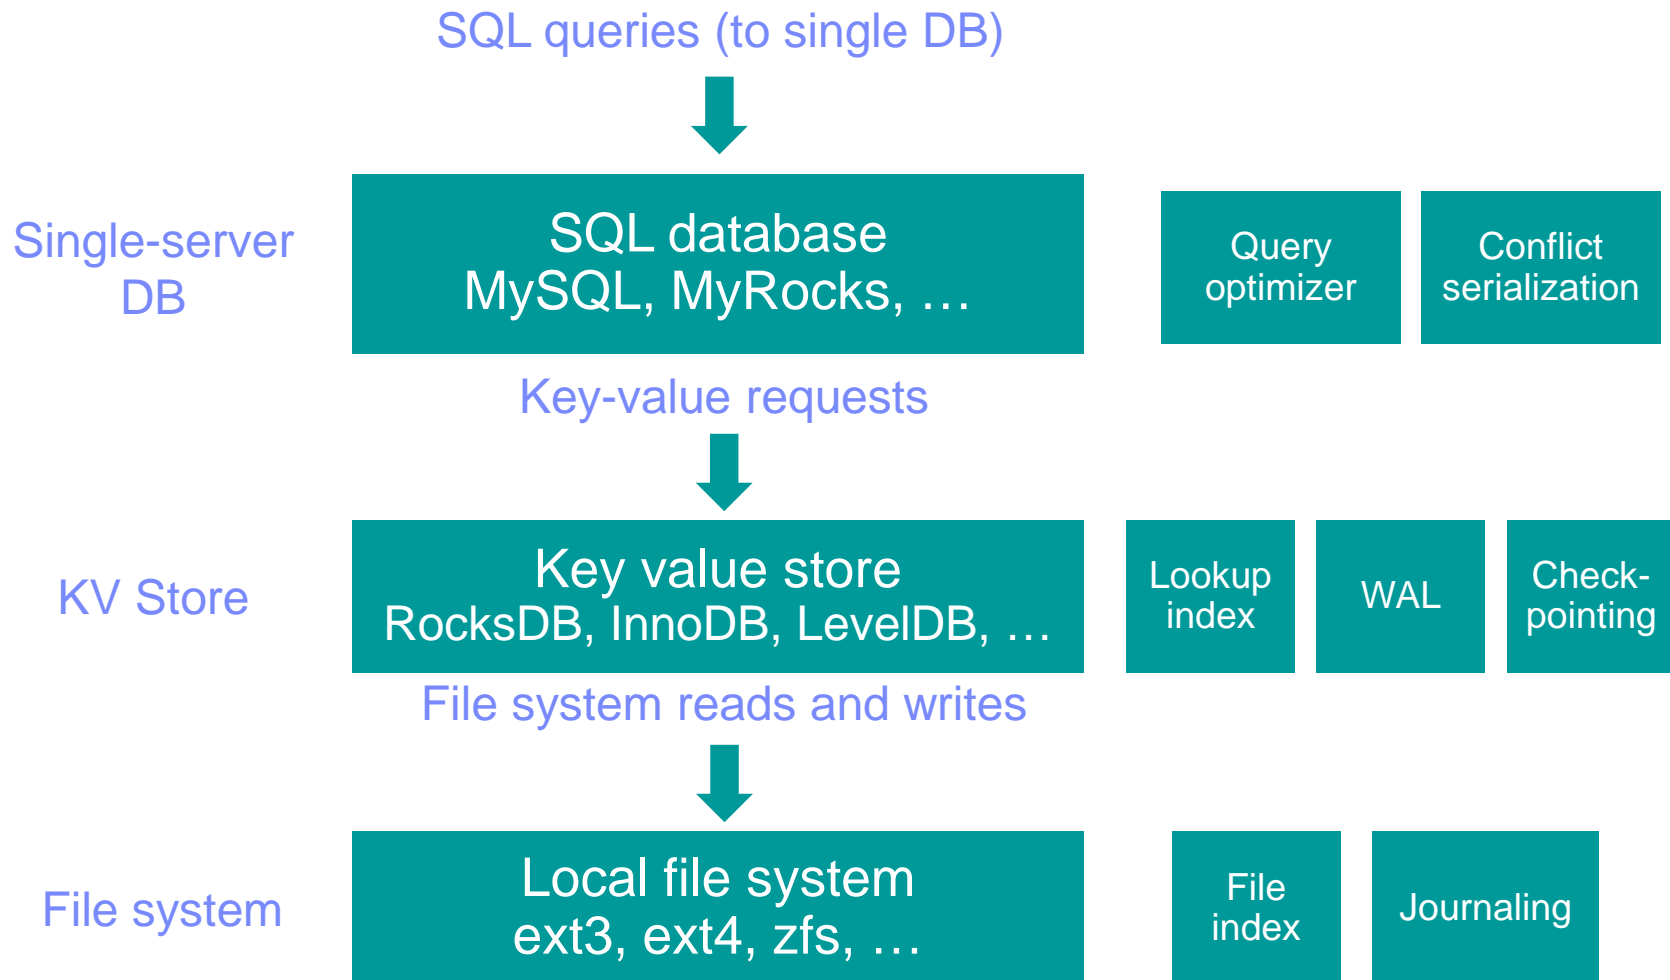 SQL queries (to single DB)
Single-server
DB
SQL database
MySQL, MyRocks, …
Query
optimizer
Conflict
serialization
Key-value requests
KV Store
Key value store
RocksDB, InnoDB, LevelDB, …
Lookup
index
WAL
Check-
pointing
File system reads and writes
File system
Local file system
ext3, ext4, zfs, …
File
index
Journaling